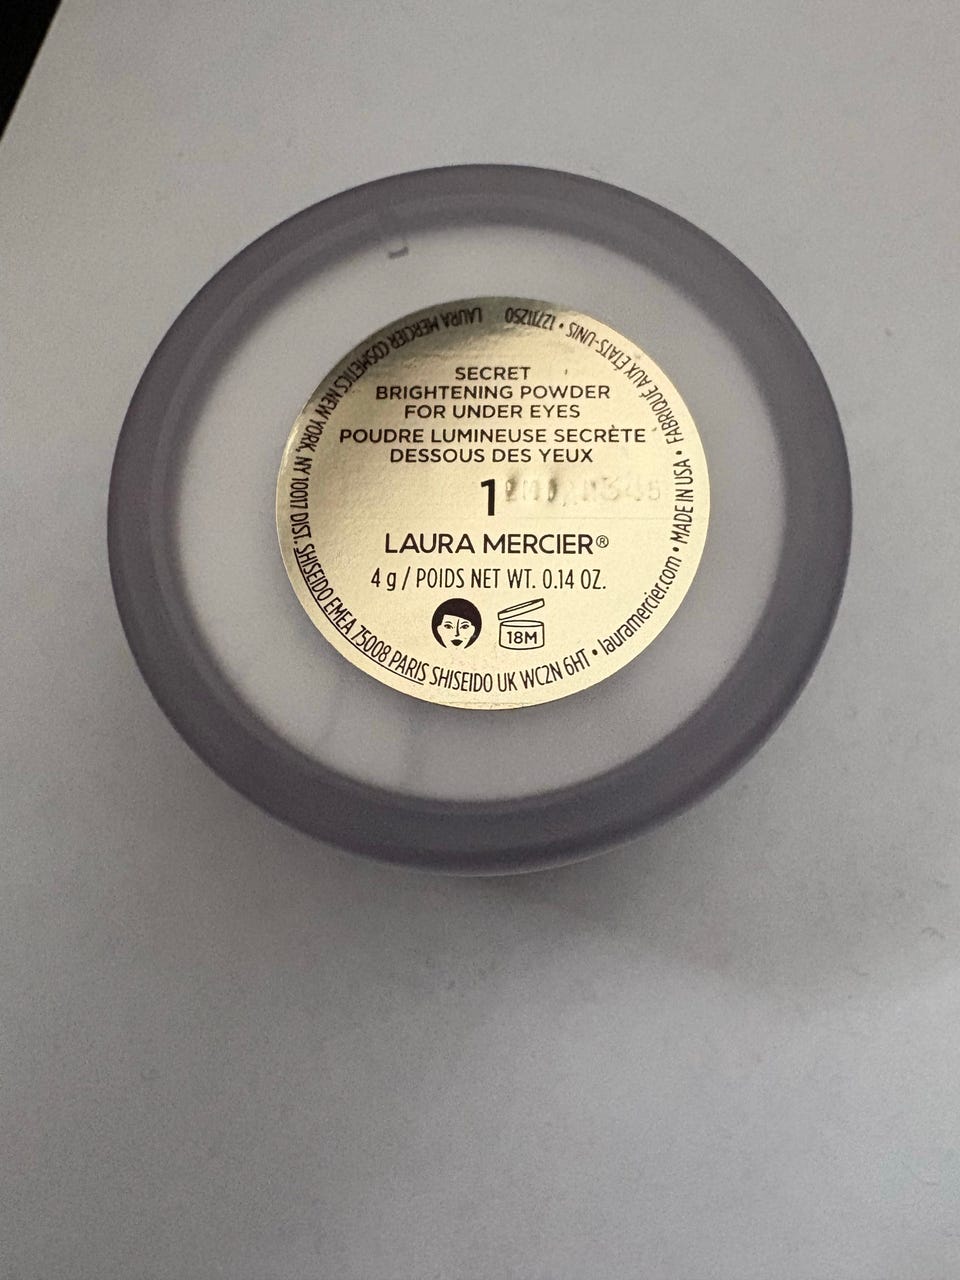 SECRET
BRIGHTENING POWDER
FOR UNDER EYES
POUDRE LUMINEUSE SECRÈTE
DESSOUS DES YEUX
1
LAURA MERCIER®
4 g / POIDS NET WT. 0.14 OZ.
18M
LAURA MERCIER COSMETICS NEW YORK, NY 10017 DIST. SHISEIDO EMEA 75008 PARIS SHISEIDO UK WC2N 6HT • lauramercier.com • MADE IN USA • FABRIQUÉ AUX ÉTATS-UNIS • 12711250